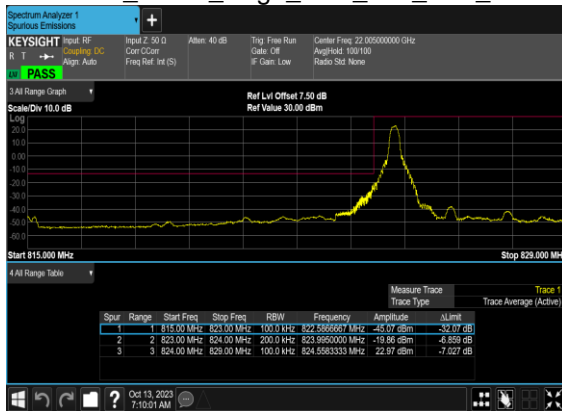 Spectrum Analyzer 1
Spurious Emissions
KEYSIGHT Input: RF Input Z: 50 Ω Atten: 40 dB Trig: Free Run Center Freq: 22.005000000 GHz
R T Coupling: DC Corr CCorr Gate: Off Avg|Hold: 100/100
Align: Auto Freq Ref: Int (S) IF Gain: Low Radio Std: None
PASS
3 All Range Graph
Ref Lvl Offset 7.50 dB
Scale/Div 10.0 dB Ref Value 30.00 dBm
Log
20.0
10.0
0.00
-10.0
-20.0
-30.0
-40.0
-50.0
-60.0
Start 815.000 MHz Stop 829.000 MH
4 All Range Table
Measure Trace Trace 1
Trace Type Trace Average (Active)
Spur Range Start Freq Stop Freq RBW Frequency Amplitude ΔLimit
1 1 815.00 MHz 823.00 MHz 100.0 kHz 822.5866667 MHz -45.07 dBm -32.07 dB
2 2 823.00 MHz 824.00 MHz 200.0 kHz 823.9950000 MHz -19.86 dBm -6.859 dB
3 3 824.00 MHz 829.00 MHz 100.0 kHz 824.5583333 MHz 22.97 dBm -7.027 dB
Oct 13, 2023
7:10:01 AM